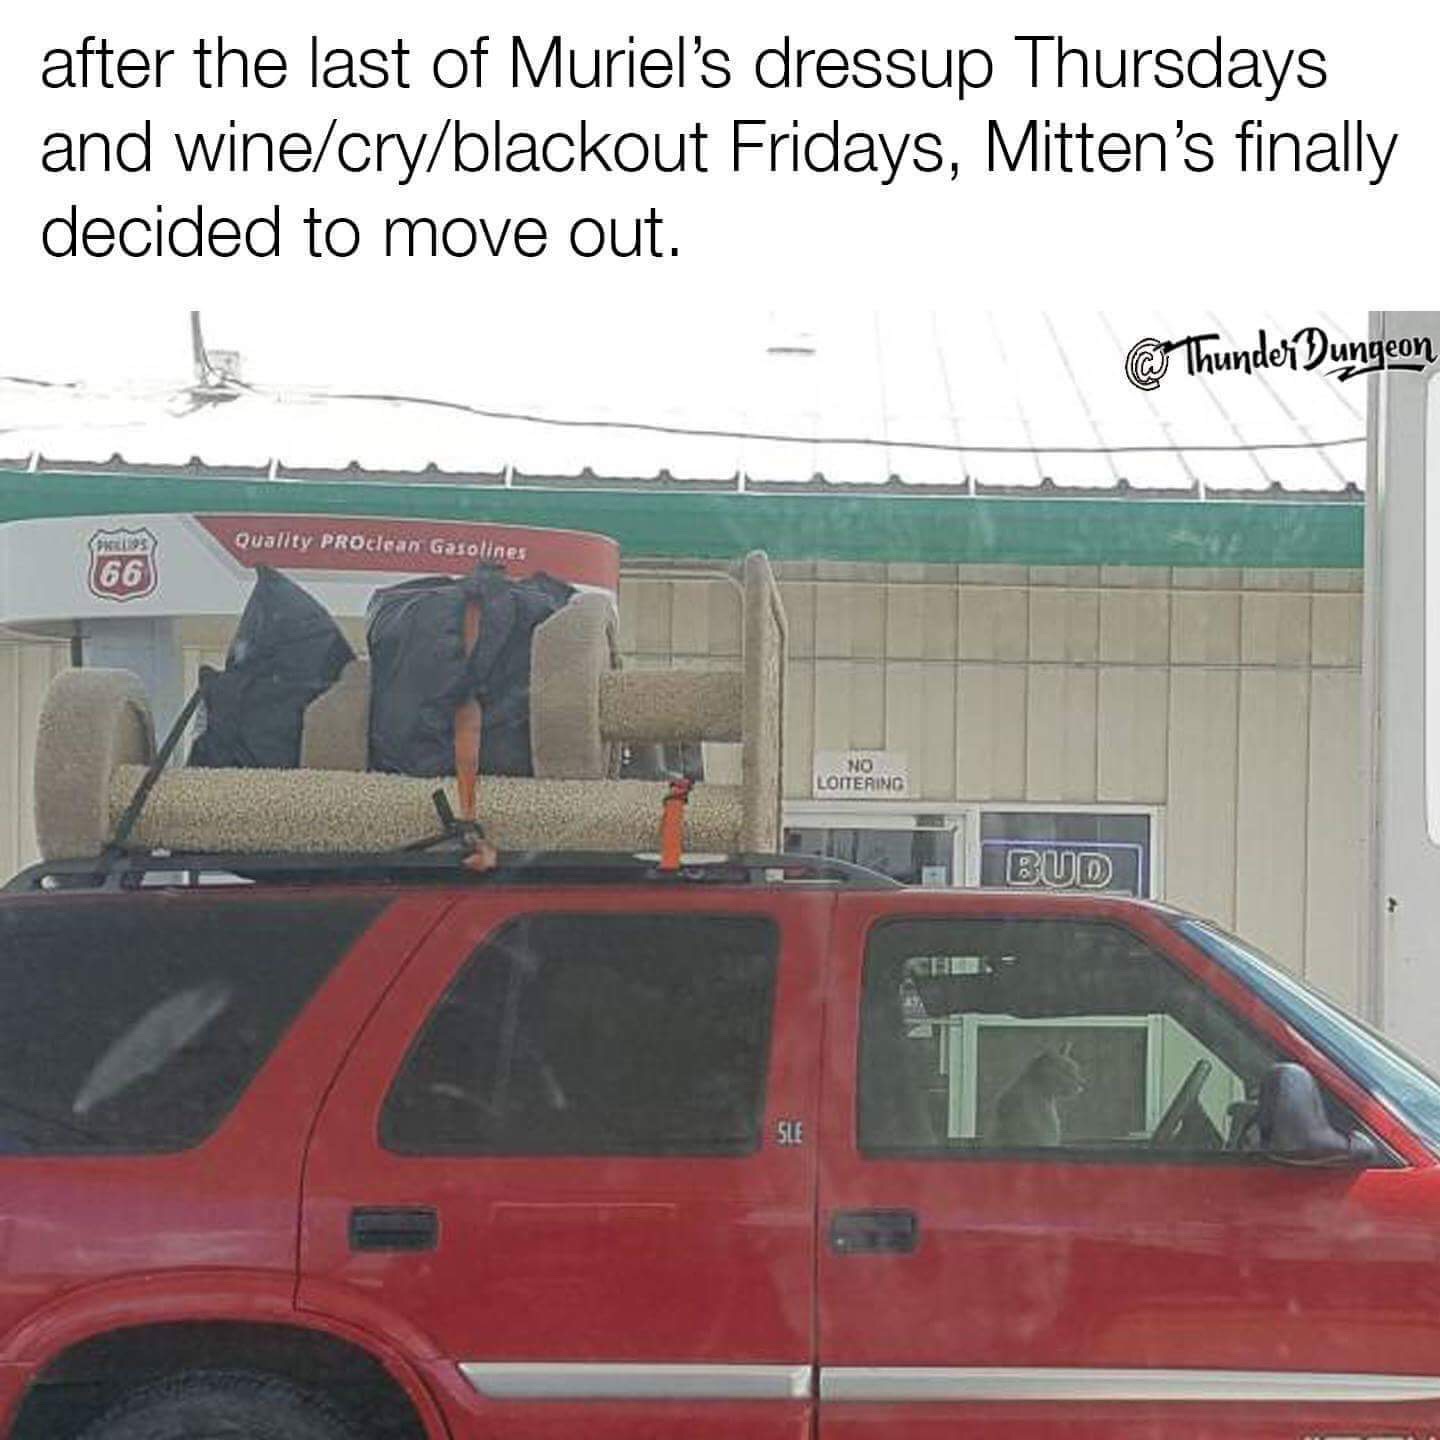 after the last of Muriel’s dressup Thursdays
and wine/cry/blackout Fridays, Mitten’s finally
decided to move out.
@ThunderDungeon
PHILLIPS
66
Quality PROclean Gasolines
NO
LOITERING
BUD
SLE